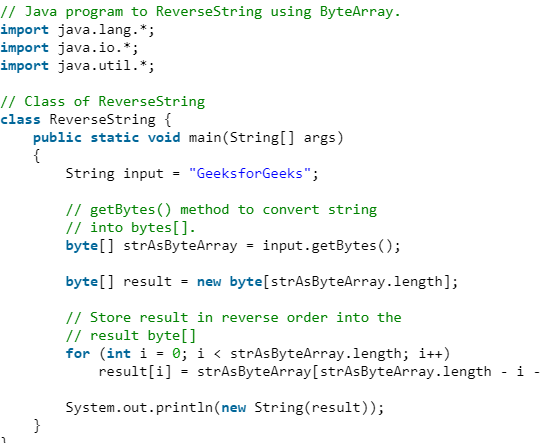 // Java program to ReverseString using ByteArray.
import java.lang.*;
import java.io.*;
import java.util.*;

// Class of ReverseString
class ReverseString {
    public static void main(String[] args)
    {
        String input = "GeeksforGeeks";

        // getBytes() method to convert string
        // into bytes[].
        byte[] strAsByteArray = input.getBytes();

        byte[] result = new byte[strAsByteArray.length];

        // Store result in reverse order into the
        // result byte[]
        for (int i = 0; i < strAsByteArray.length; i++)
            result[i] = strAsByteArray[strAsByteArray.length - i -

        System.out.println(new String(result));
    }
}